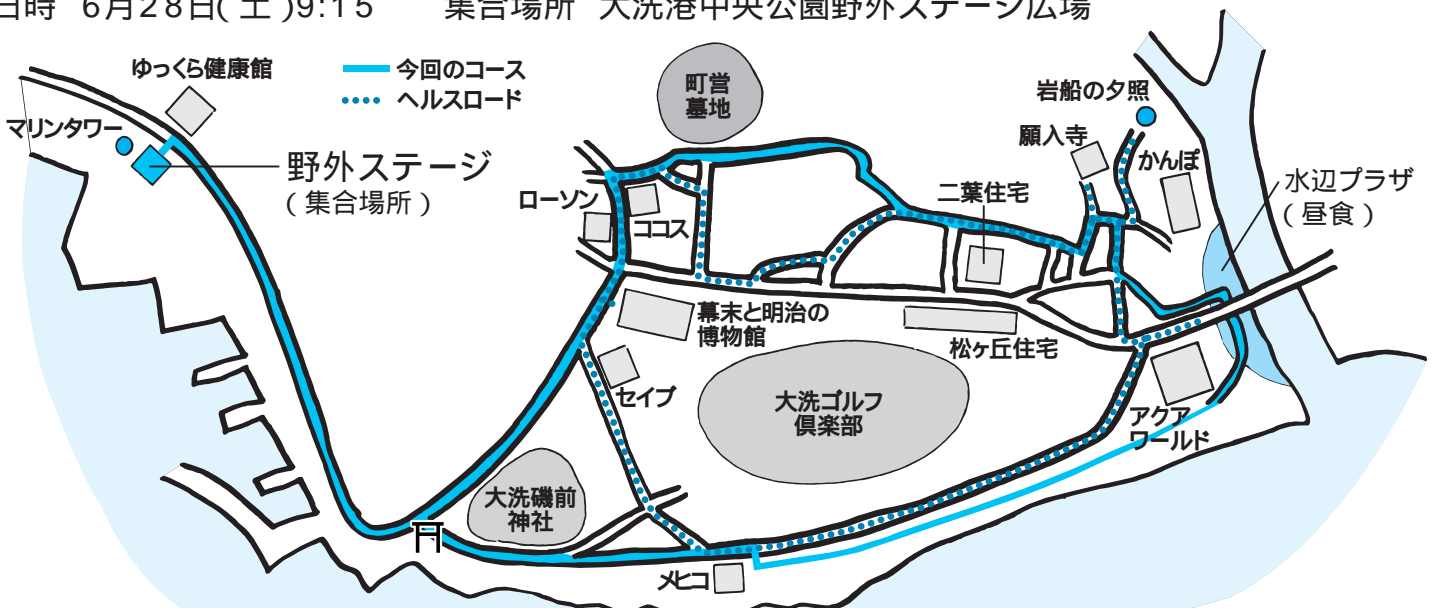 日時 6月28日(土)9:15 集合場所 大洗港中央公園野外ステージ広場
ゆっくら健康館
今回のコース
ヘルスロード
マリンタワー
野外ステージ
(集合場所)
町営
墓地
岩船の夕照
願入寺
かんぽ
水辺プラザ
(昼食)
ローソン
ココス
二葉住宅
幕末と明治の
博物館
松ヶ丘住宅
セイブ
大洗ゴルフ
倶楽部
アクア
ワールド
大洗磯前
神社
メヒコ